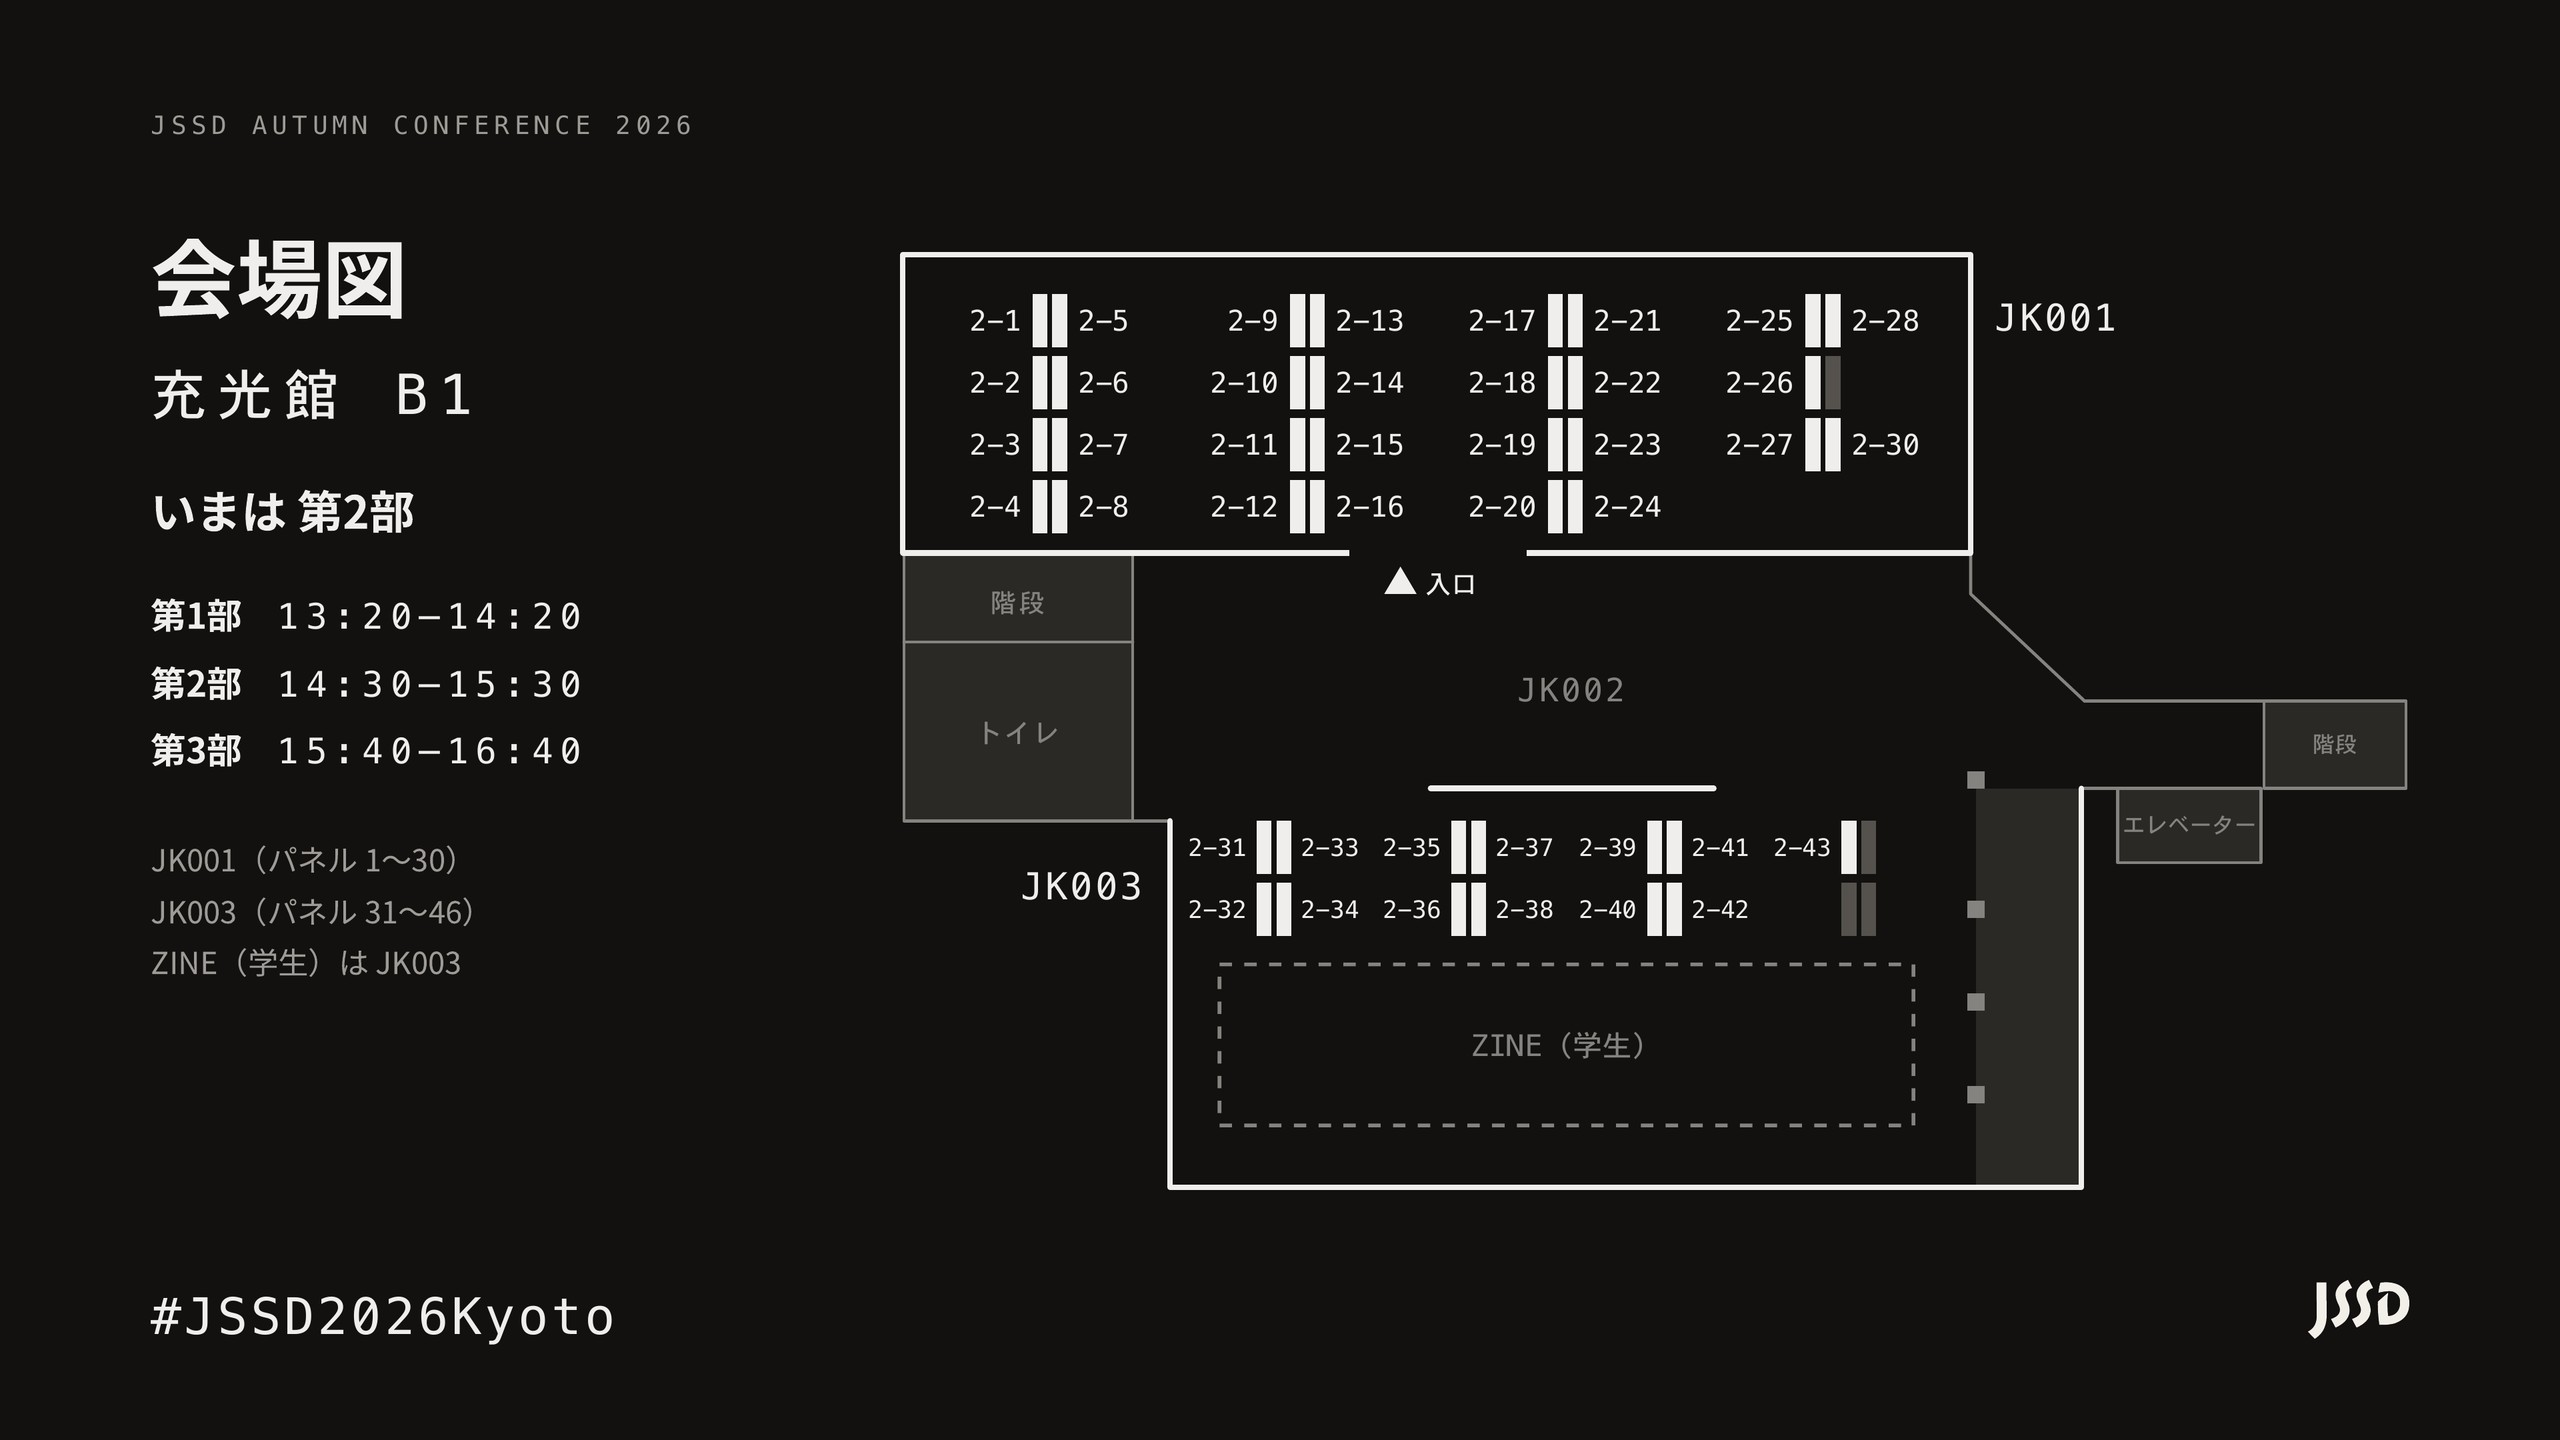 JSSD AUTUMN CONFERENCE 2026
会場図
充光館 B1
いまは 第2部
第1部 13:20–14:20
第2部 14:30–15:30
第3部 15:40–16:40
JK001（パネル 1〜30）
JK003（パネル 31〜46）
ZINE（学生）は JK003
2–1 2–5 2–9 2–13 2–17 2–21 2–25 2–28
JK001
2–2 2–6 2–10 2–14 2–18 2–22 2–26
2–3 2–7 2–11 2–15 2–19 2–23 2–27 2–30
2–4 2–8 2–12 2–16 2–20 2–24
入口
階段
JK002
トイレ
階段
エレベーター
2–31 2–33 2–35 2–37 2–39 2–41 2–43
JK003
2–32 2–34 2–36 2–38 2–40 2–42
ZINE（学生）
#JSSD2026Kyoto
JSSD